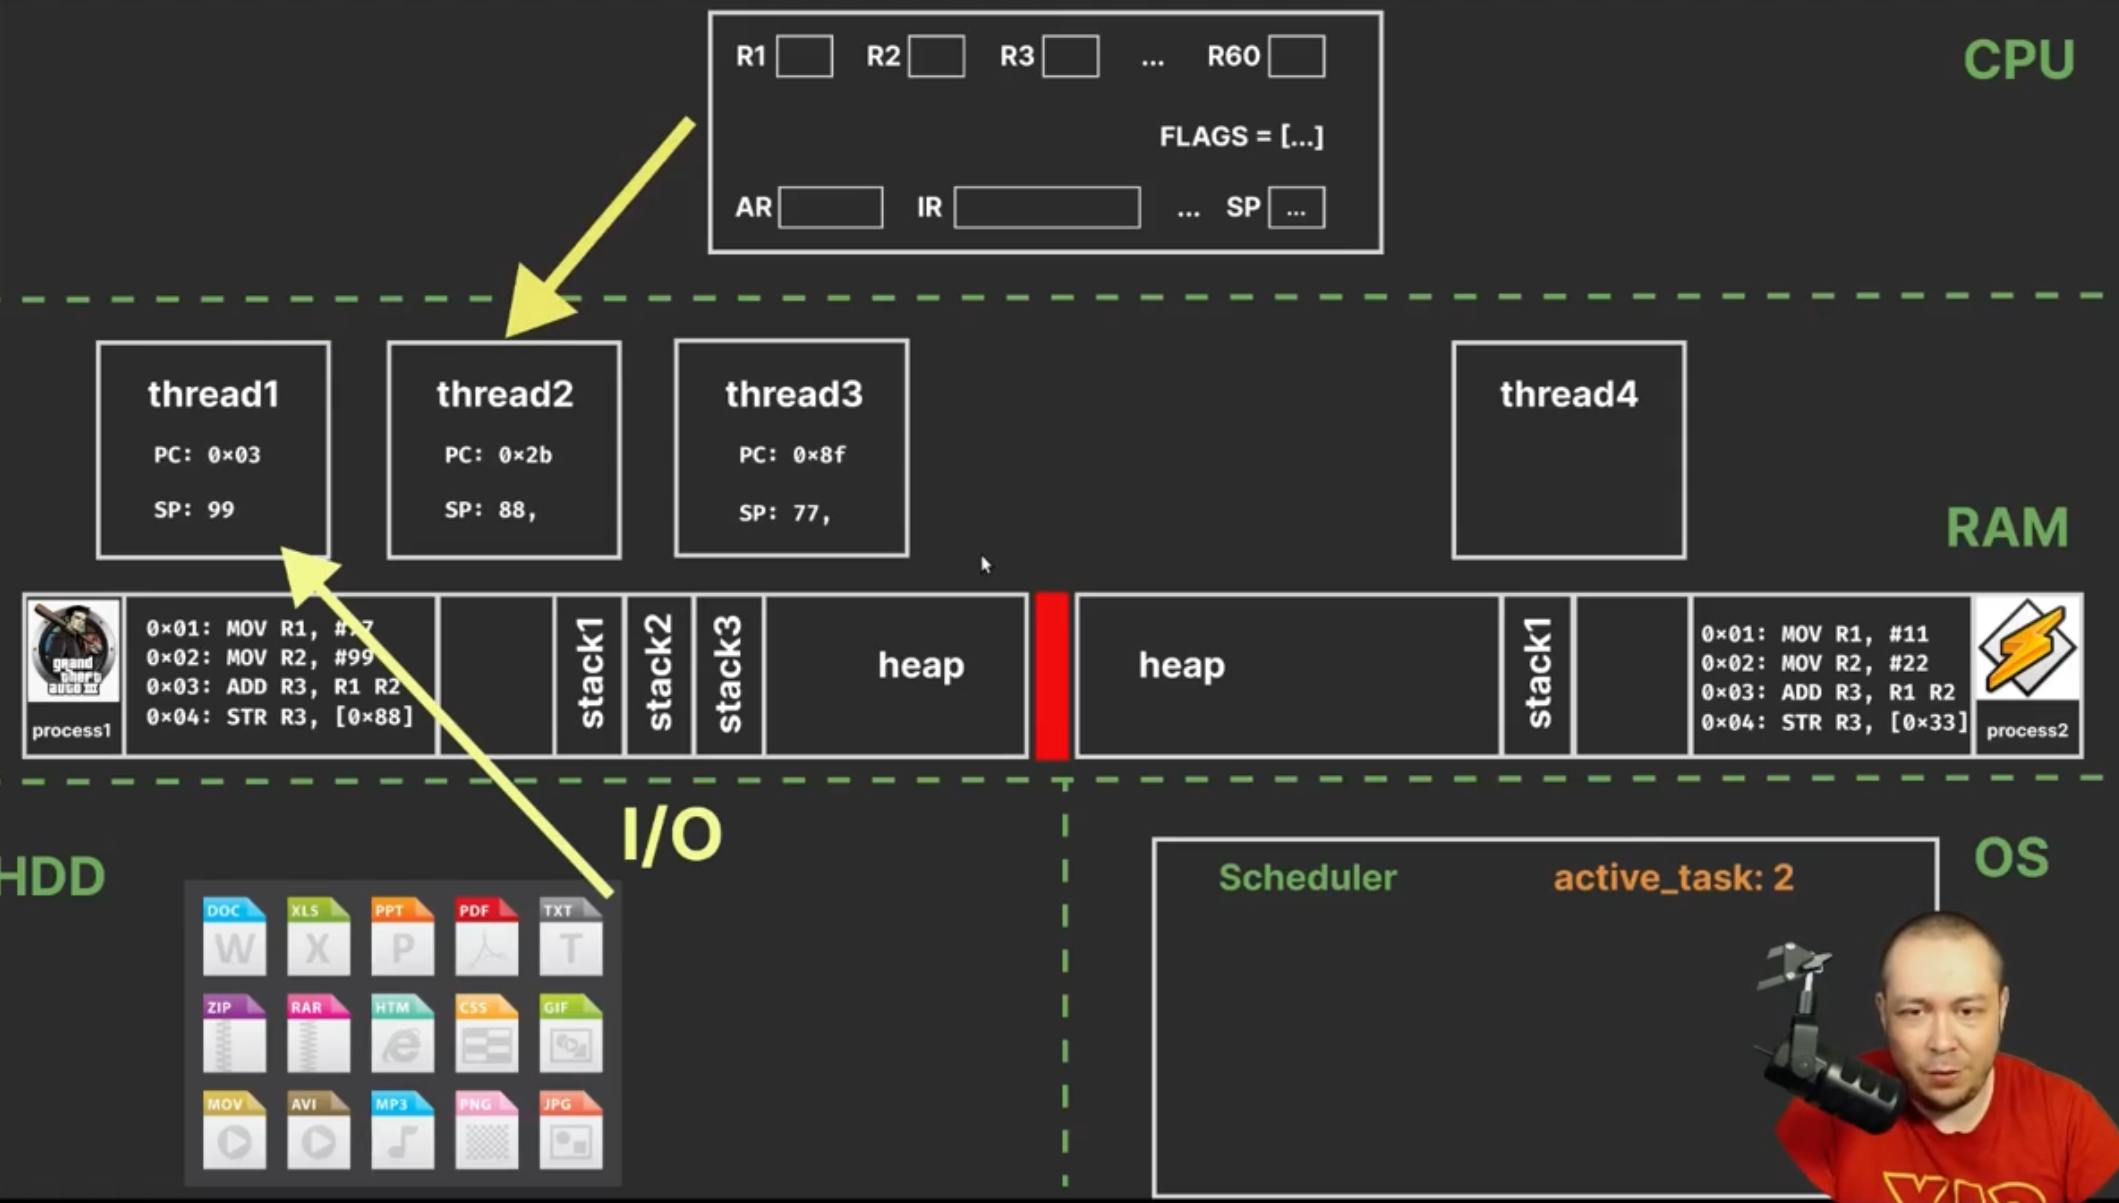 CPU
R1 R2 R3 ... R60
FLAGS = [...]
AR IR ... SP ...
thread1
PC: 0×03
SP: 99
thread2
PC: 0×2b
SP: 88,
thread3
PC: 0×8f
SP: 77,
thread4
RAM
grand
theft
auto III
process1
0×01: MOV R1, #
0×02: MOV R2, #99
0×03: ADD R3, R1 R2
0×04: STR R3, [0×88]
stack1
stack2
stack3
heap
heap
stack1
0×01: MOV R1, #11
0×02: MOV R2, #22
0×03: ADD R3, R1 R2
0×04: STR R3, [0×33]
process2
HDD
I/O
DOC XLS PPT PDF TXT
W X P T
ZIP RAR HTM CSS GIF
MOV AVI MP3 PNG JPG
OS
Scheduler
active_task: 2